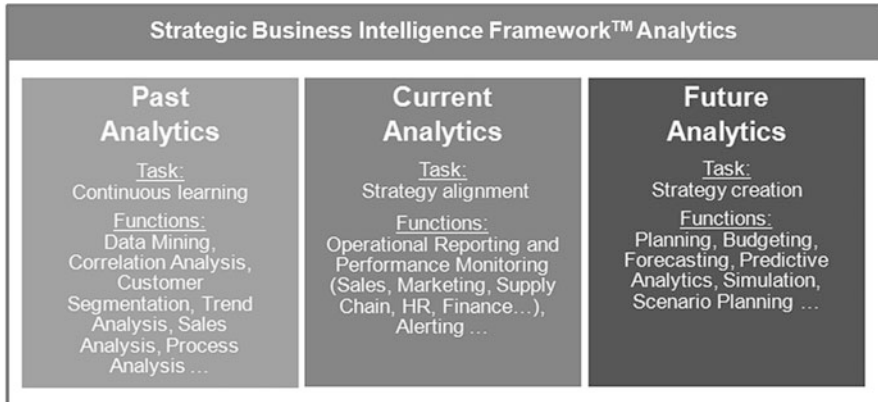 Strategic Business Intelligence Framework™ Analytics
Past
Analytics
Task:
Continuous learning
Functions:
Data Mining,
Correlation Analysis,
Customer
Segmentation, Trend
Analysis, Sales
Analysis, Process
Analysis …
Current
Analytics
Task:
Strategy alignment
Functions:
Operational Reporting and
Performance Monitoring
(Sales, Marketing, Supply
Chain, HR, Finance…),
Alerting …
Future
Analytics
Task:
Strategy creation
Functions:
Planning, Budgeting,
Forecasting, Predictive
Analytics, Simulation,
Scenario Planning …